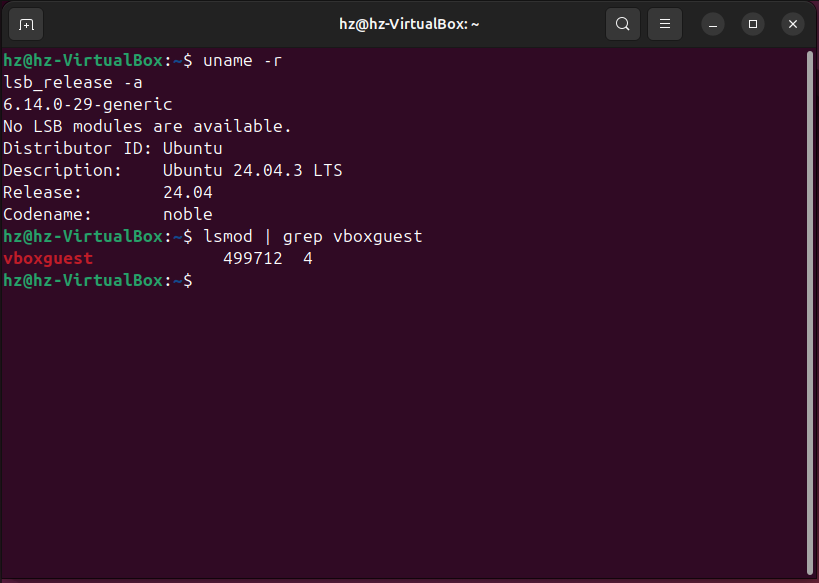 hz@hz-VirtualBox: ~
hz@hz-VirtualBox:~$ uname -r
lsb_release -a
6.14.0-29-generic
No LSB modules are available.
Distributor ID: Ubuntu
Description:    Ubuntu 24.04.3 LTS
Release:        24.04
Codename:       noble
hz@hz-VirtualBox:~$ lsmod | grep vboxguest
vboxguest             499712  4
hz@hz-VirtualBox:~$